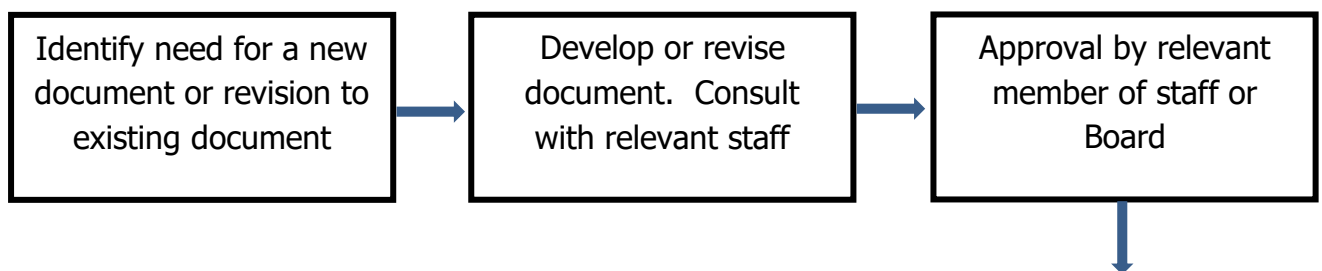 Identify need for a new
document or revision to
existing document
Develop or revise
document.  Consult
with relevant staff
Approval by relevant
member of staff or
Board